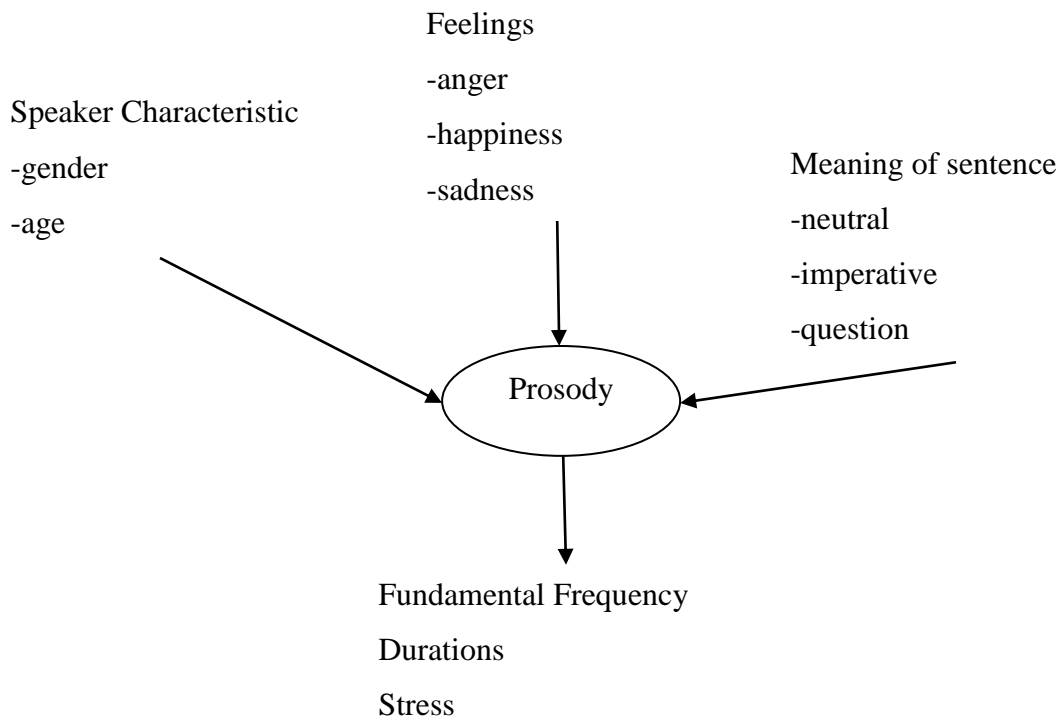 Feelings
-anger
-happiness
-sadness
Speaker Characteristic
-gender
-age
Meaning of sentence
-neutral
-imperative
-question
Prosody
Fundamental Frequency
Durations
Stress